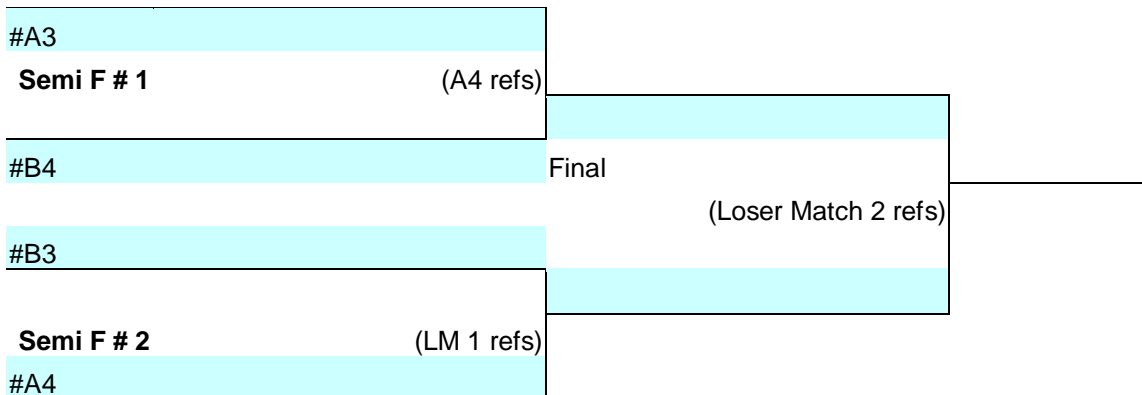 #A3
Semi F # 1 (A4 refs)
#B4 Final
(Loser Match 2 refs)
#B3
Semi F # 2 (LM 1 refs)
#A4